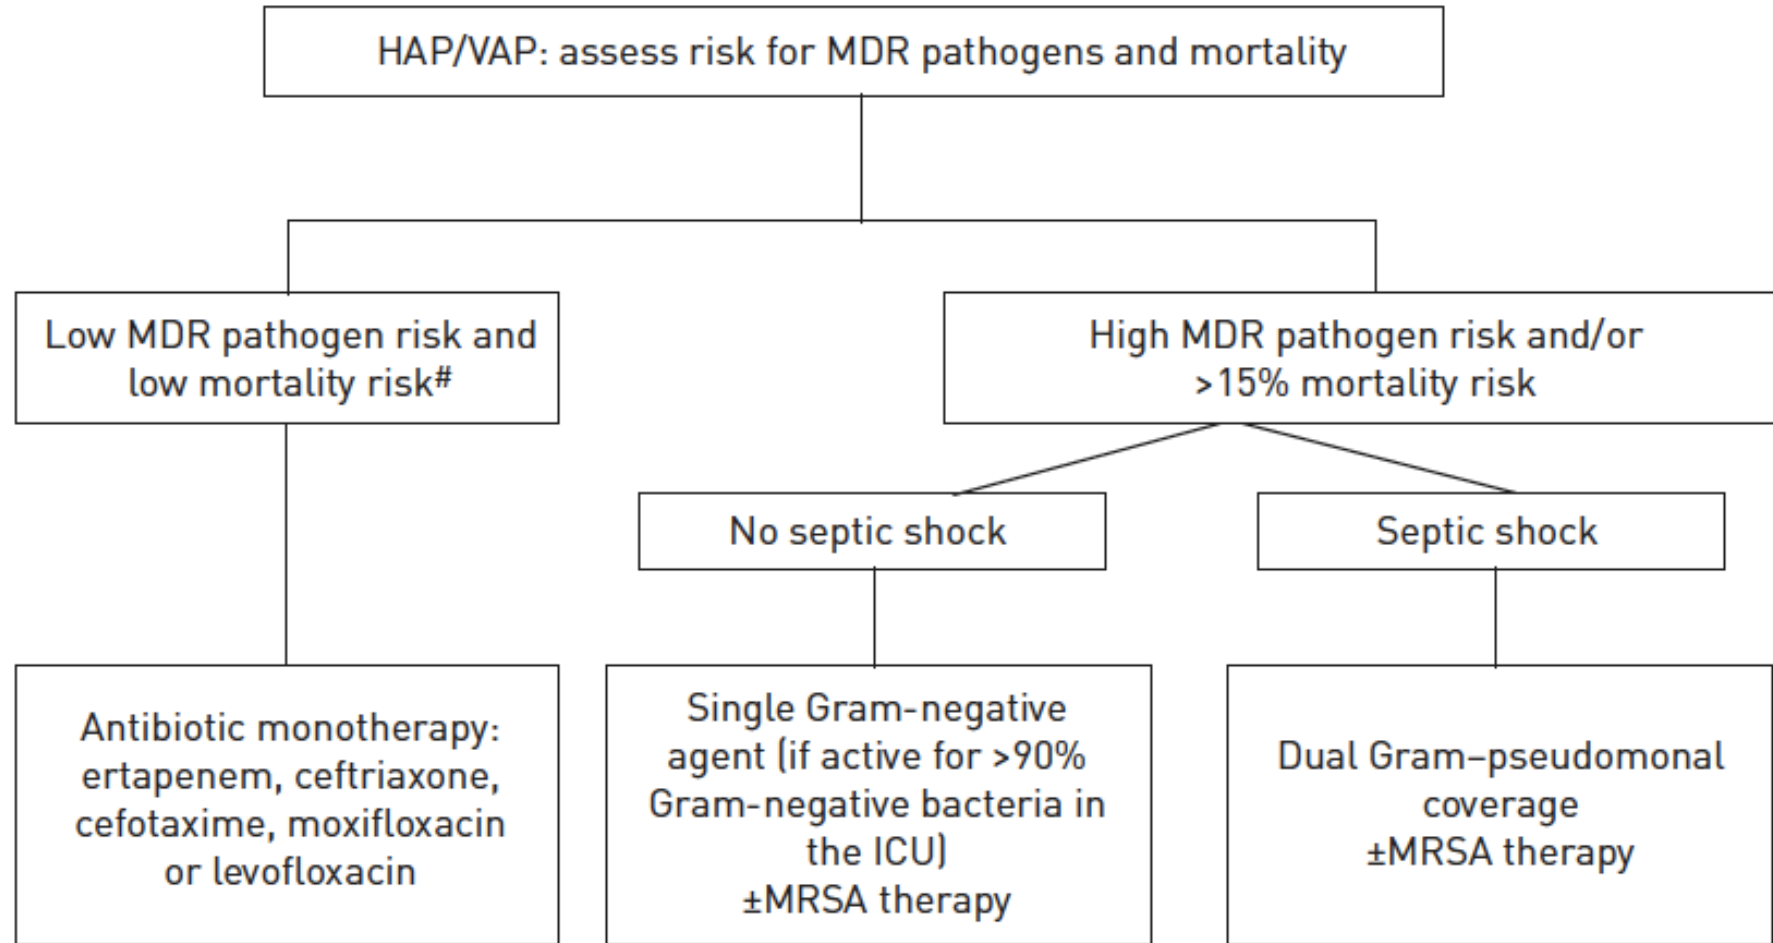 HAP/VAP: assess risk for MDR pathogens and mortality
Low MDR pathogen risk and
low mortality risk#
High MDR pathogen risk and/or
>15% mortality risk
No septic shock
Septic shock
Antibiotic monotherapy:
ertapenem, ceftriaxone,
cefotaxime, moxifloxacin
or levofloxacin
Single Gram-negative
agent (if active for >90%
Gram-negative bacteria in
the ICU)
±MRSA therapy
Dual Gram–pseudomonal
coverage
±MRSA therapy